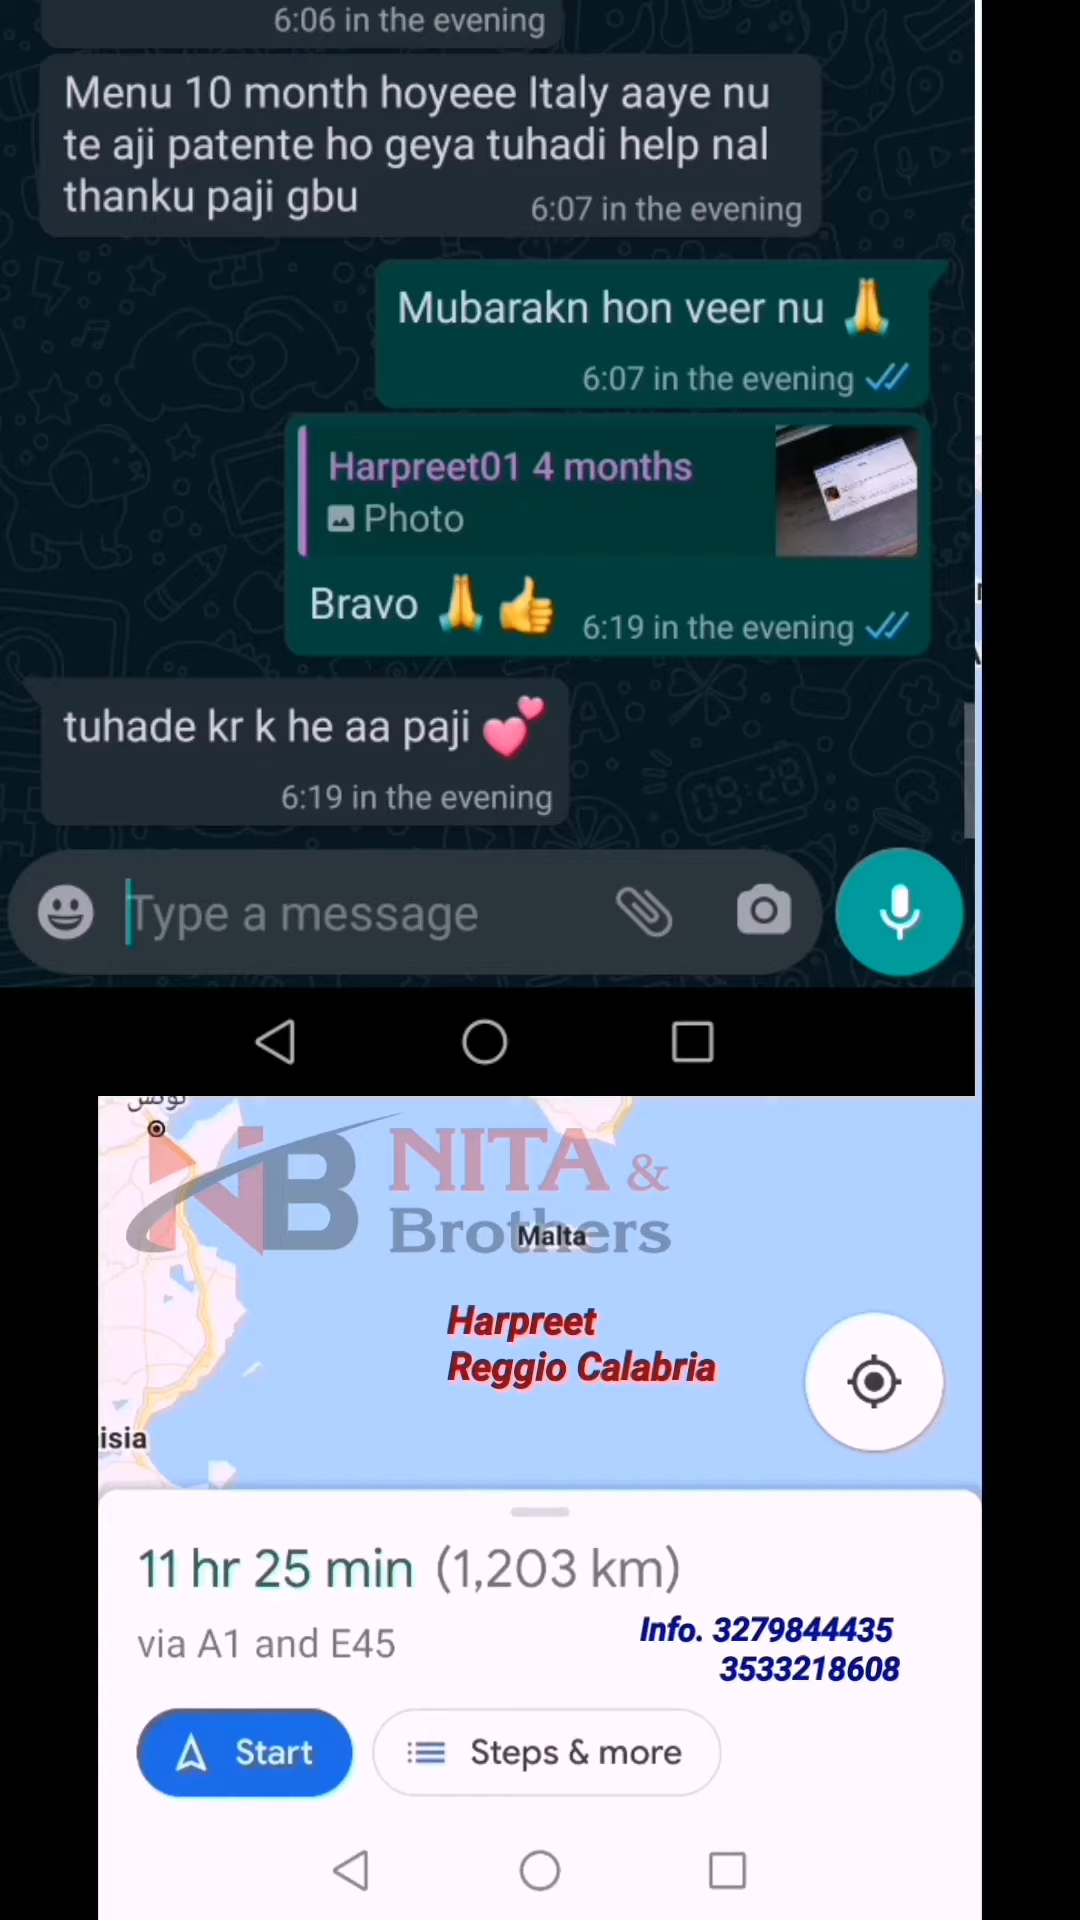 6:06 in the evening
Menu 10 month hoyeee Italy aaye nu
te aji patente ho geya tuhadi help nal
thanku paji gbu
6:07 in the evening
Mubarakn hon veer nu 🙏
6:07 in the evening
Harpreet01 4 months
Photo
Bravo 🙏👍
6:19 in the evening
tuhade kr k he aa paji 💕
6:19 in the evening
09:28
Type a message
تونس
NB
NITA &
Brothers
Malta
Harpreet
Reggio Calabria
isia
11 hr 25 min (1,203 km)
via A1 and E45
Info. 3279844435
3533218608
Start
Steps & more